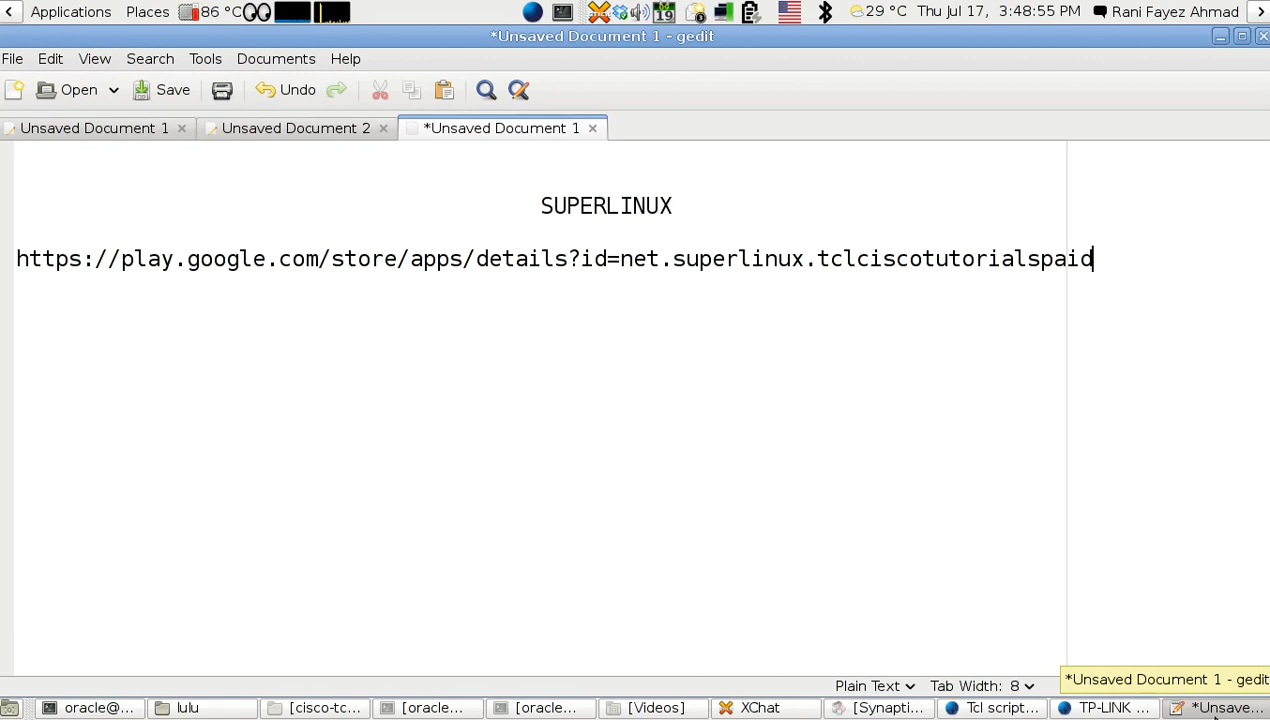 Applications Places 86 °C 19 29 °C Thu Jul 17, 3:48:55 PM Rani Fayez Ahmad
*Unsaved Document 1 - gedit
File Edit View Search Tools Documents Help
Open Save Undo
Unsaved Document 1 Unsaved Document 2 *Unsaved Document 1
SUPERLINUX
https://play.google.com/store/apps/details?id=net.superlinux.tclciscotutorialspaid
Plain Text Tab Width: 8 *Unsaved Document 1 - gedit
oracle@... lulu [cisco-tc... [oracle... [oracle... [Videos] XChat [Synapti... Tcl script... TP-LINK ... *Unsave...